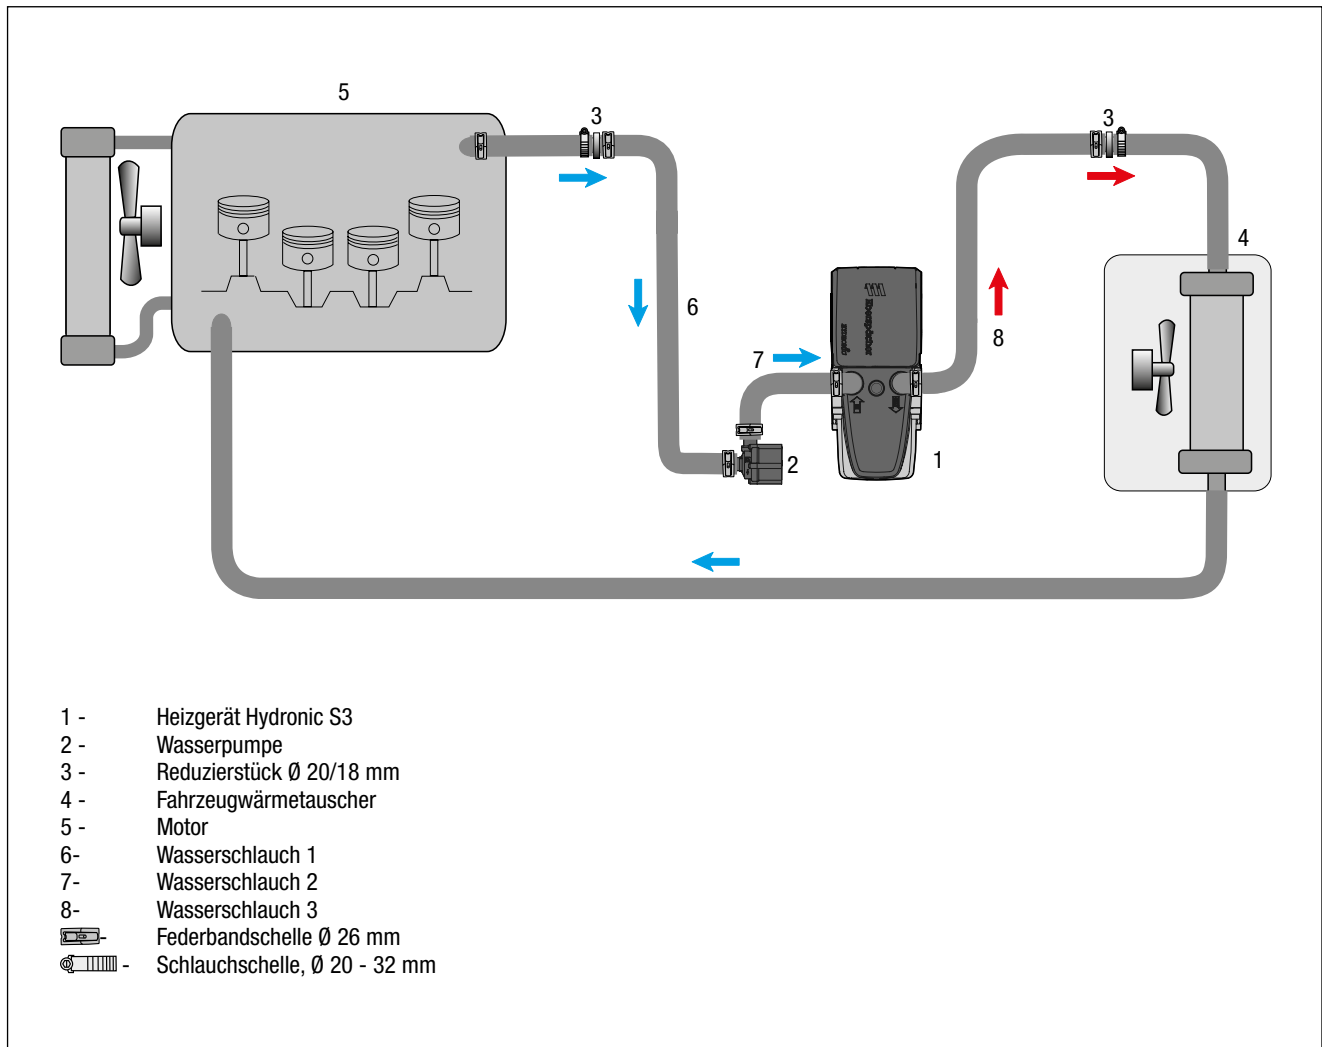 5
3
3
4
6
7
8
Eberspächer
2
1
1 - Heizgerät Hydronic S3
2 - Wasserpumpe
3 - Reduzierstück Ø 20/18 mm
4 - Fahrzeugwärmetauscher
5 - Motor
6- Wasserschlauch 1
7- Wasserschlauch 2
8- Wasserschlauch 3
- Federbandschelle Ø 26 mm
- Schlauchschelle, Ø 20 - 32 mm